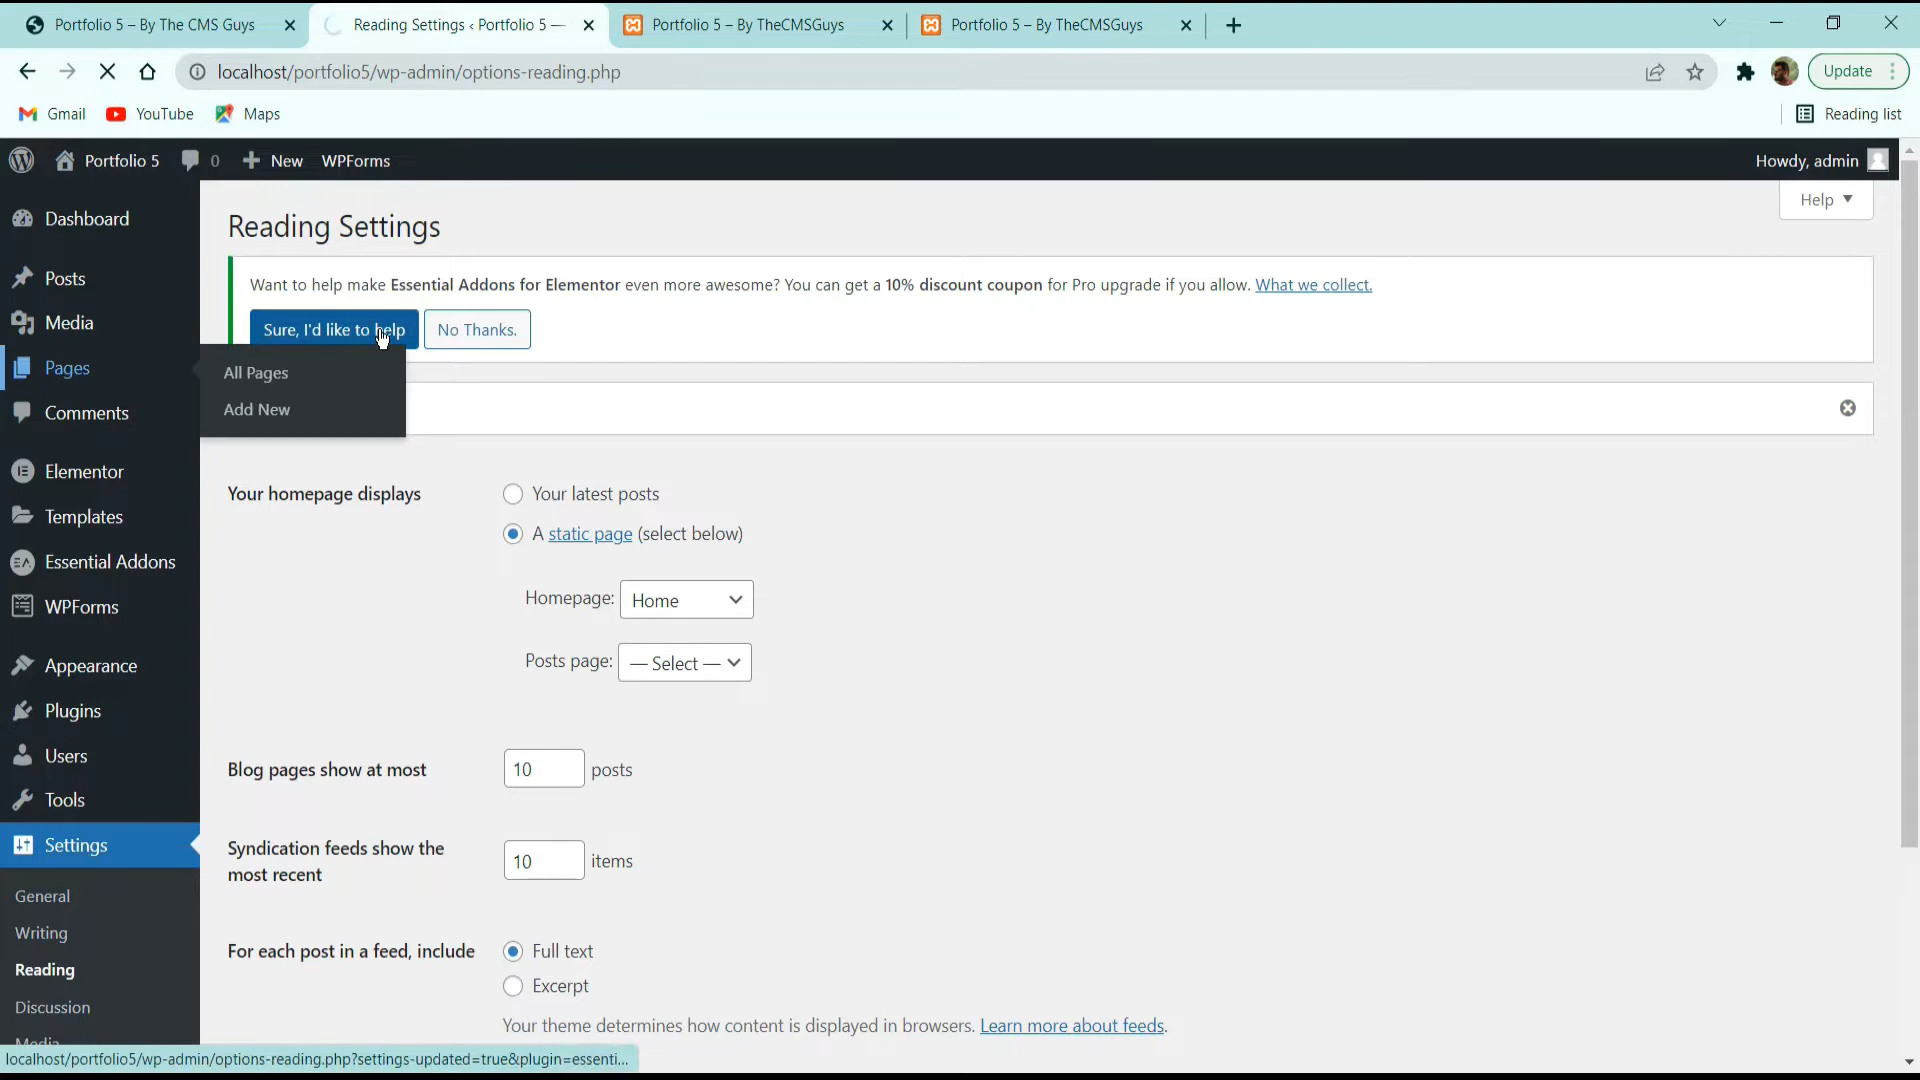 Portfolio 5 – By The CMS Guys
Reading Settings ‹ Portfolio 5 —
Portfolio 5 – By TheCMSGuys
Portfolio 5 – By TheCMSGuys
localhost/portfolio5/wp-admin/options-reading.php
Update
Gmail
YouTube
Maps
Reading list
Portfolio 5
0
New
WPForms
Howdy, admin
Help
Dashboard
Posts
Media
Pages
All Pages
Add New
Comments
Elementor
Templates
Essential Addons
WPForms
Appearance
Plugins
Users
Tools
Settings
General
Writing
Reading
Discussion
Media
Reading Settings
Want to help make Essential Addons for Elementor even more awesome? You can get a 10% discount coupon for Pro upgrade if you allow. What we collect.
Sure, I'd like to help
No Thanks.
Your homepage displays
Your latest posts
A static page (select below)
Homepage: Home
Posts page: — Select —
Blog pages show at most
10 posts
Syndication feeds show the
most recent
10 items
For each post in a feed, include
Full text
Excerpt
Your theme determines how content is displayed in browsers. Learn more about feeds.
localhost/portfolio5/wp-admin/options-reading.php?settings-updated=true&plugin=essenti...